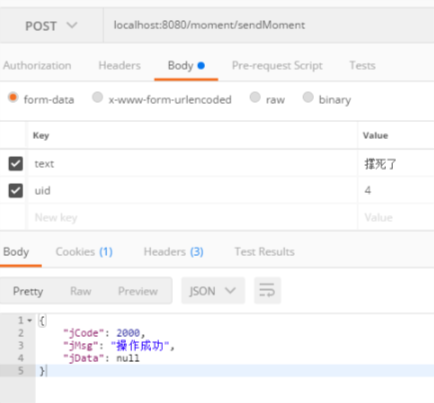 POST localhost:8080/moment/sendMoment
Authorization Headers Body Pre-request Script Tests
form-data x-www-form-urlencoded raw binary
Key Value
text 撑死了
uid 4
New key Value
Body Cookies (1) Headers (3) Test Results
Pretty Raw Preview JSON
1 {
2 "jCode": 2000,
3 "jMsg": "操作成功",
4 "jData": null
5 }